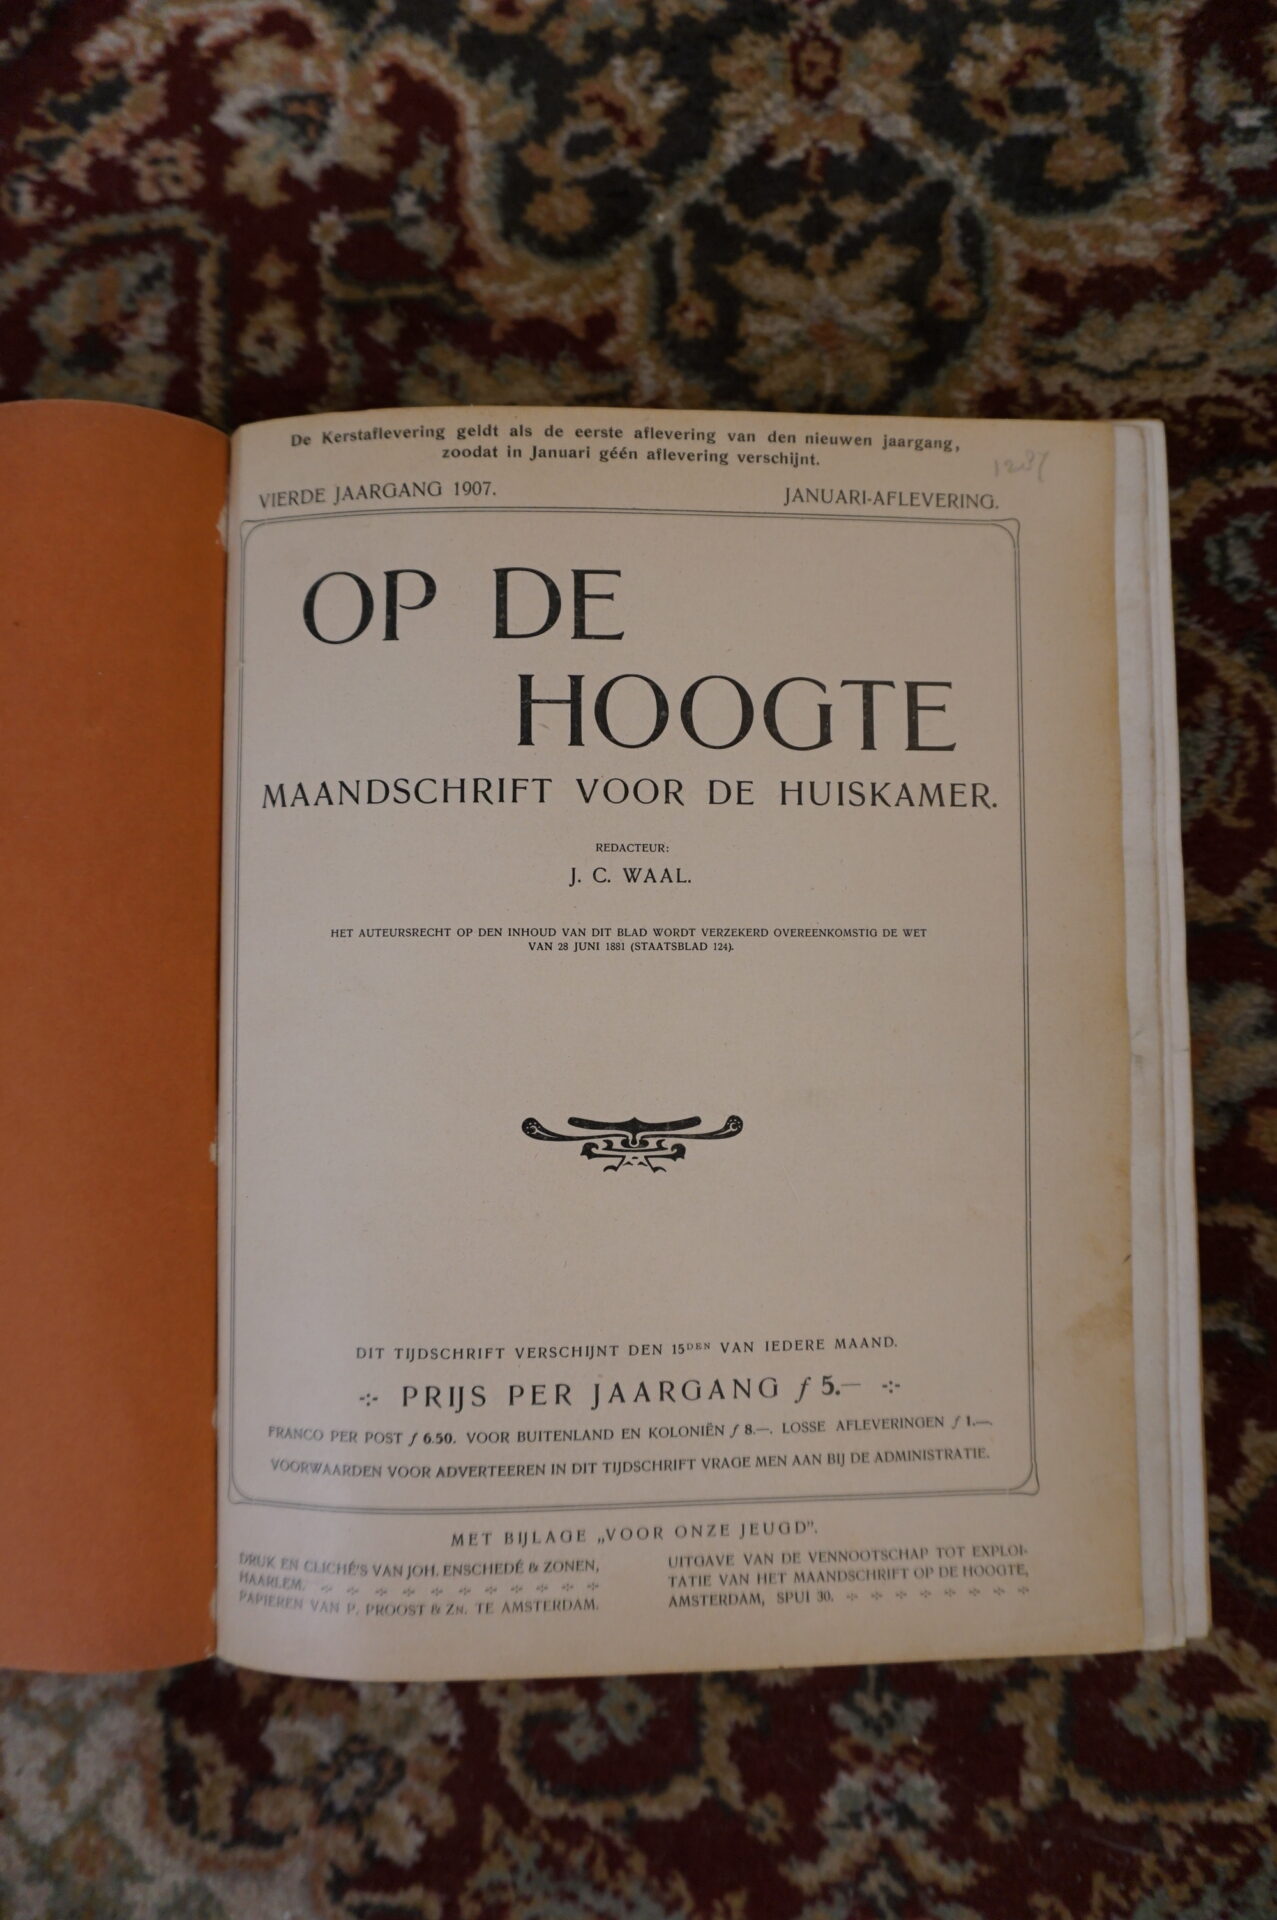 De Kerstaflevering geldt als de eerste aflevering van den nieuwen jaargang,
zoodat in Januari géén aflevering verschijnt.
VIERDE JAARGANG 1907.
JANUARI-AFLEVERING.
OP DE
HOOGTE
MAANDSCHRIFT VOOR DE HUISKAMER.
REDACTEUR:
J. C. WAAL.
HET AUTEURSRECHT OP DEN INHOUD VAN DIT BLAD WORDT VERZEKERD OVEREENKOMSTIG DE WET
VAN 28 JUNI 1881 (STAATSBLAD 124).
DIT TIJDSCHRIFT VERSCHIJNT DEN 15DEN VAN IEDERE MAAND.
PRIJS PER JAARGANG ƒ 5.—
FRANCO PER POST ƒ 6.50. VOOR BUITENLAND EN KOLONIËN ƒ 8.—. LOSSE AFLEVERINGEN ƒ 1.—.
VOORWAARDEN VOOR ADVERTEEREN IN DIT TIJDSCHRIFT VRAGE MEN AAN BIJ DE ADMINISTRATIE.
MET BIJLAGE „VOOR ONZE JEUGD”.
DRUK EN CLICHÉ'S VAN JOH. ENSCHEDÉ & ZONEN,
HAARLEM.
PAPIEREN VAN P. PROOST & ZN. TE AMSTERDAM.
UITGAVE VAN DE VENNOOTSCHAP TOT EXPLOI-
TATIE VAN HET MAANDSCHRIFT OP DE HOOGTE,
AMSTERDAM, SPUI 30.